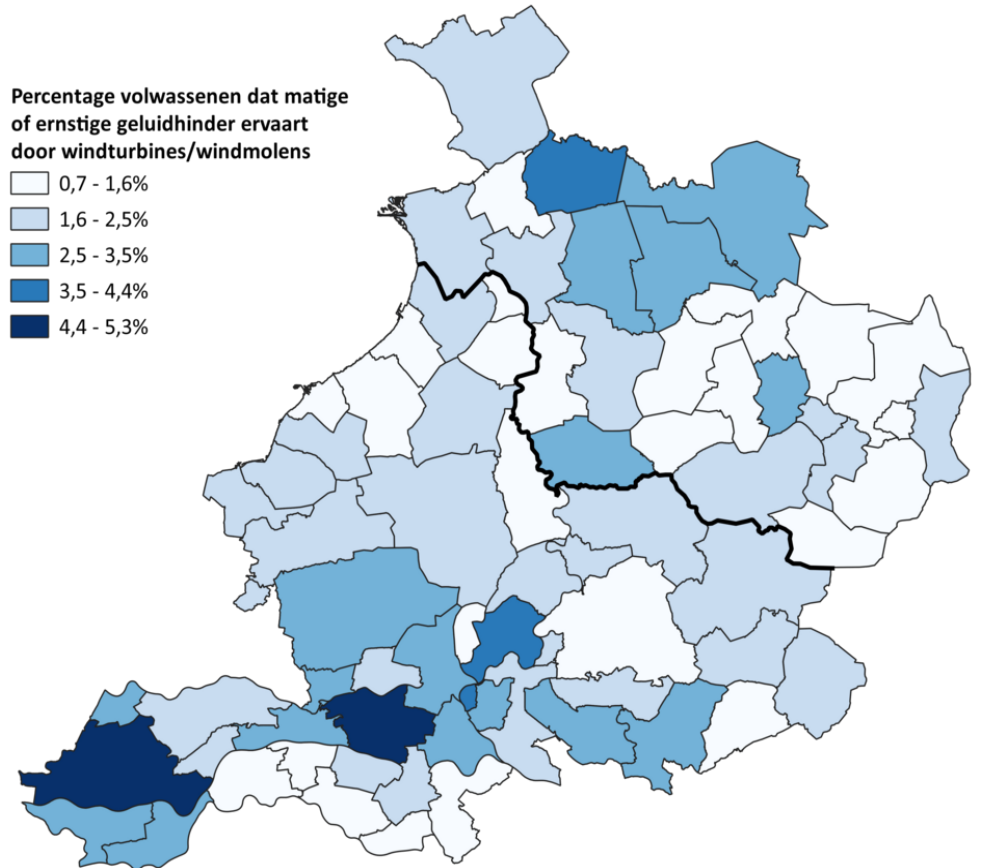 Percentage volwassenen dat matige
of ernstige geluidhinder ervaart
door windturbines/windmolens
0,7 - 1,6%
1,6 - 2,5%
2,5 - 3,5%
3,5 - 4,4%
4,4 - 5,3%